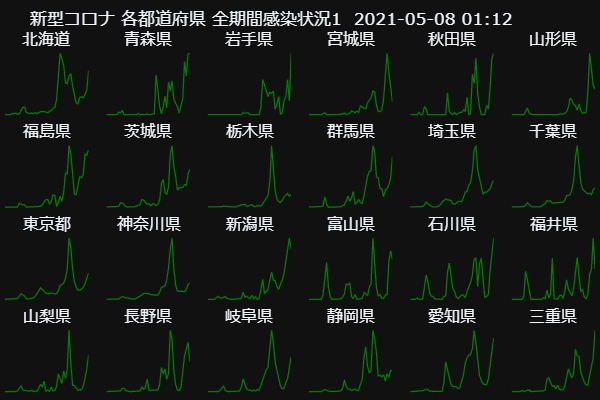 新型コロナ 各都道府県 全期間感染状況1 2021-05-08 01:12
北海道 青森県 岩手県 宮城県 秋田県 山形県
福島県 茨城県 栃木県 群馬県 埼玉県 千葉県
東京都 神奈川県 新潟県 富山県 石川県 福井県
山梨県 長野県 岐阜県 静岡県 愛知県 三重県